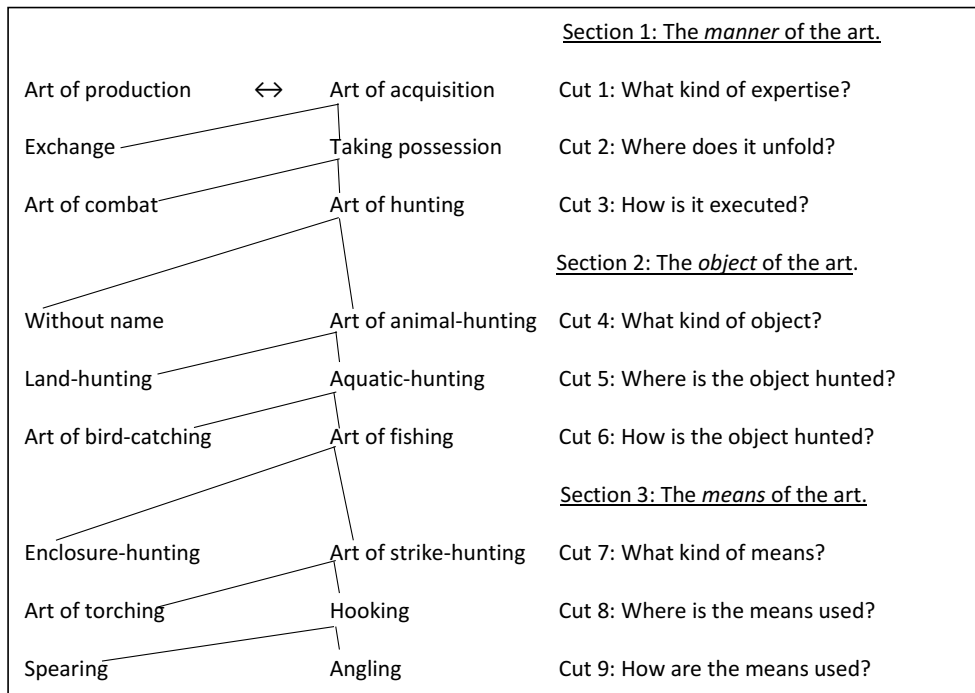 Section 1: The manner of the art.
Art of production ↔ Art of acquisition Cut 1: What kind of expertise?
Exchange Taking possession Cut 2: Where does it unfold?
Art of combat Art of hunting Cut 3: How is it executed?
Section 2: The object of the art.
Without name Art of animal-hunting Cut 4: What kind of object?
Land-hunting Aquatic-hunting Cut 5: Where is the object hunted?
Art of bird-catching Art of fishing Cut 6: How is the object hunted?
Section 3: The means of the art.
Enclosure-hunting Art of strike-hunting Cut 7: What kind of means?
Art of torching Hooking Cut 8: Where is the means used?
Spearing Angling Cut 9: How are the means used?